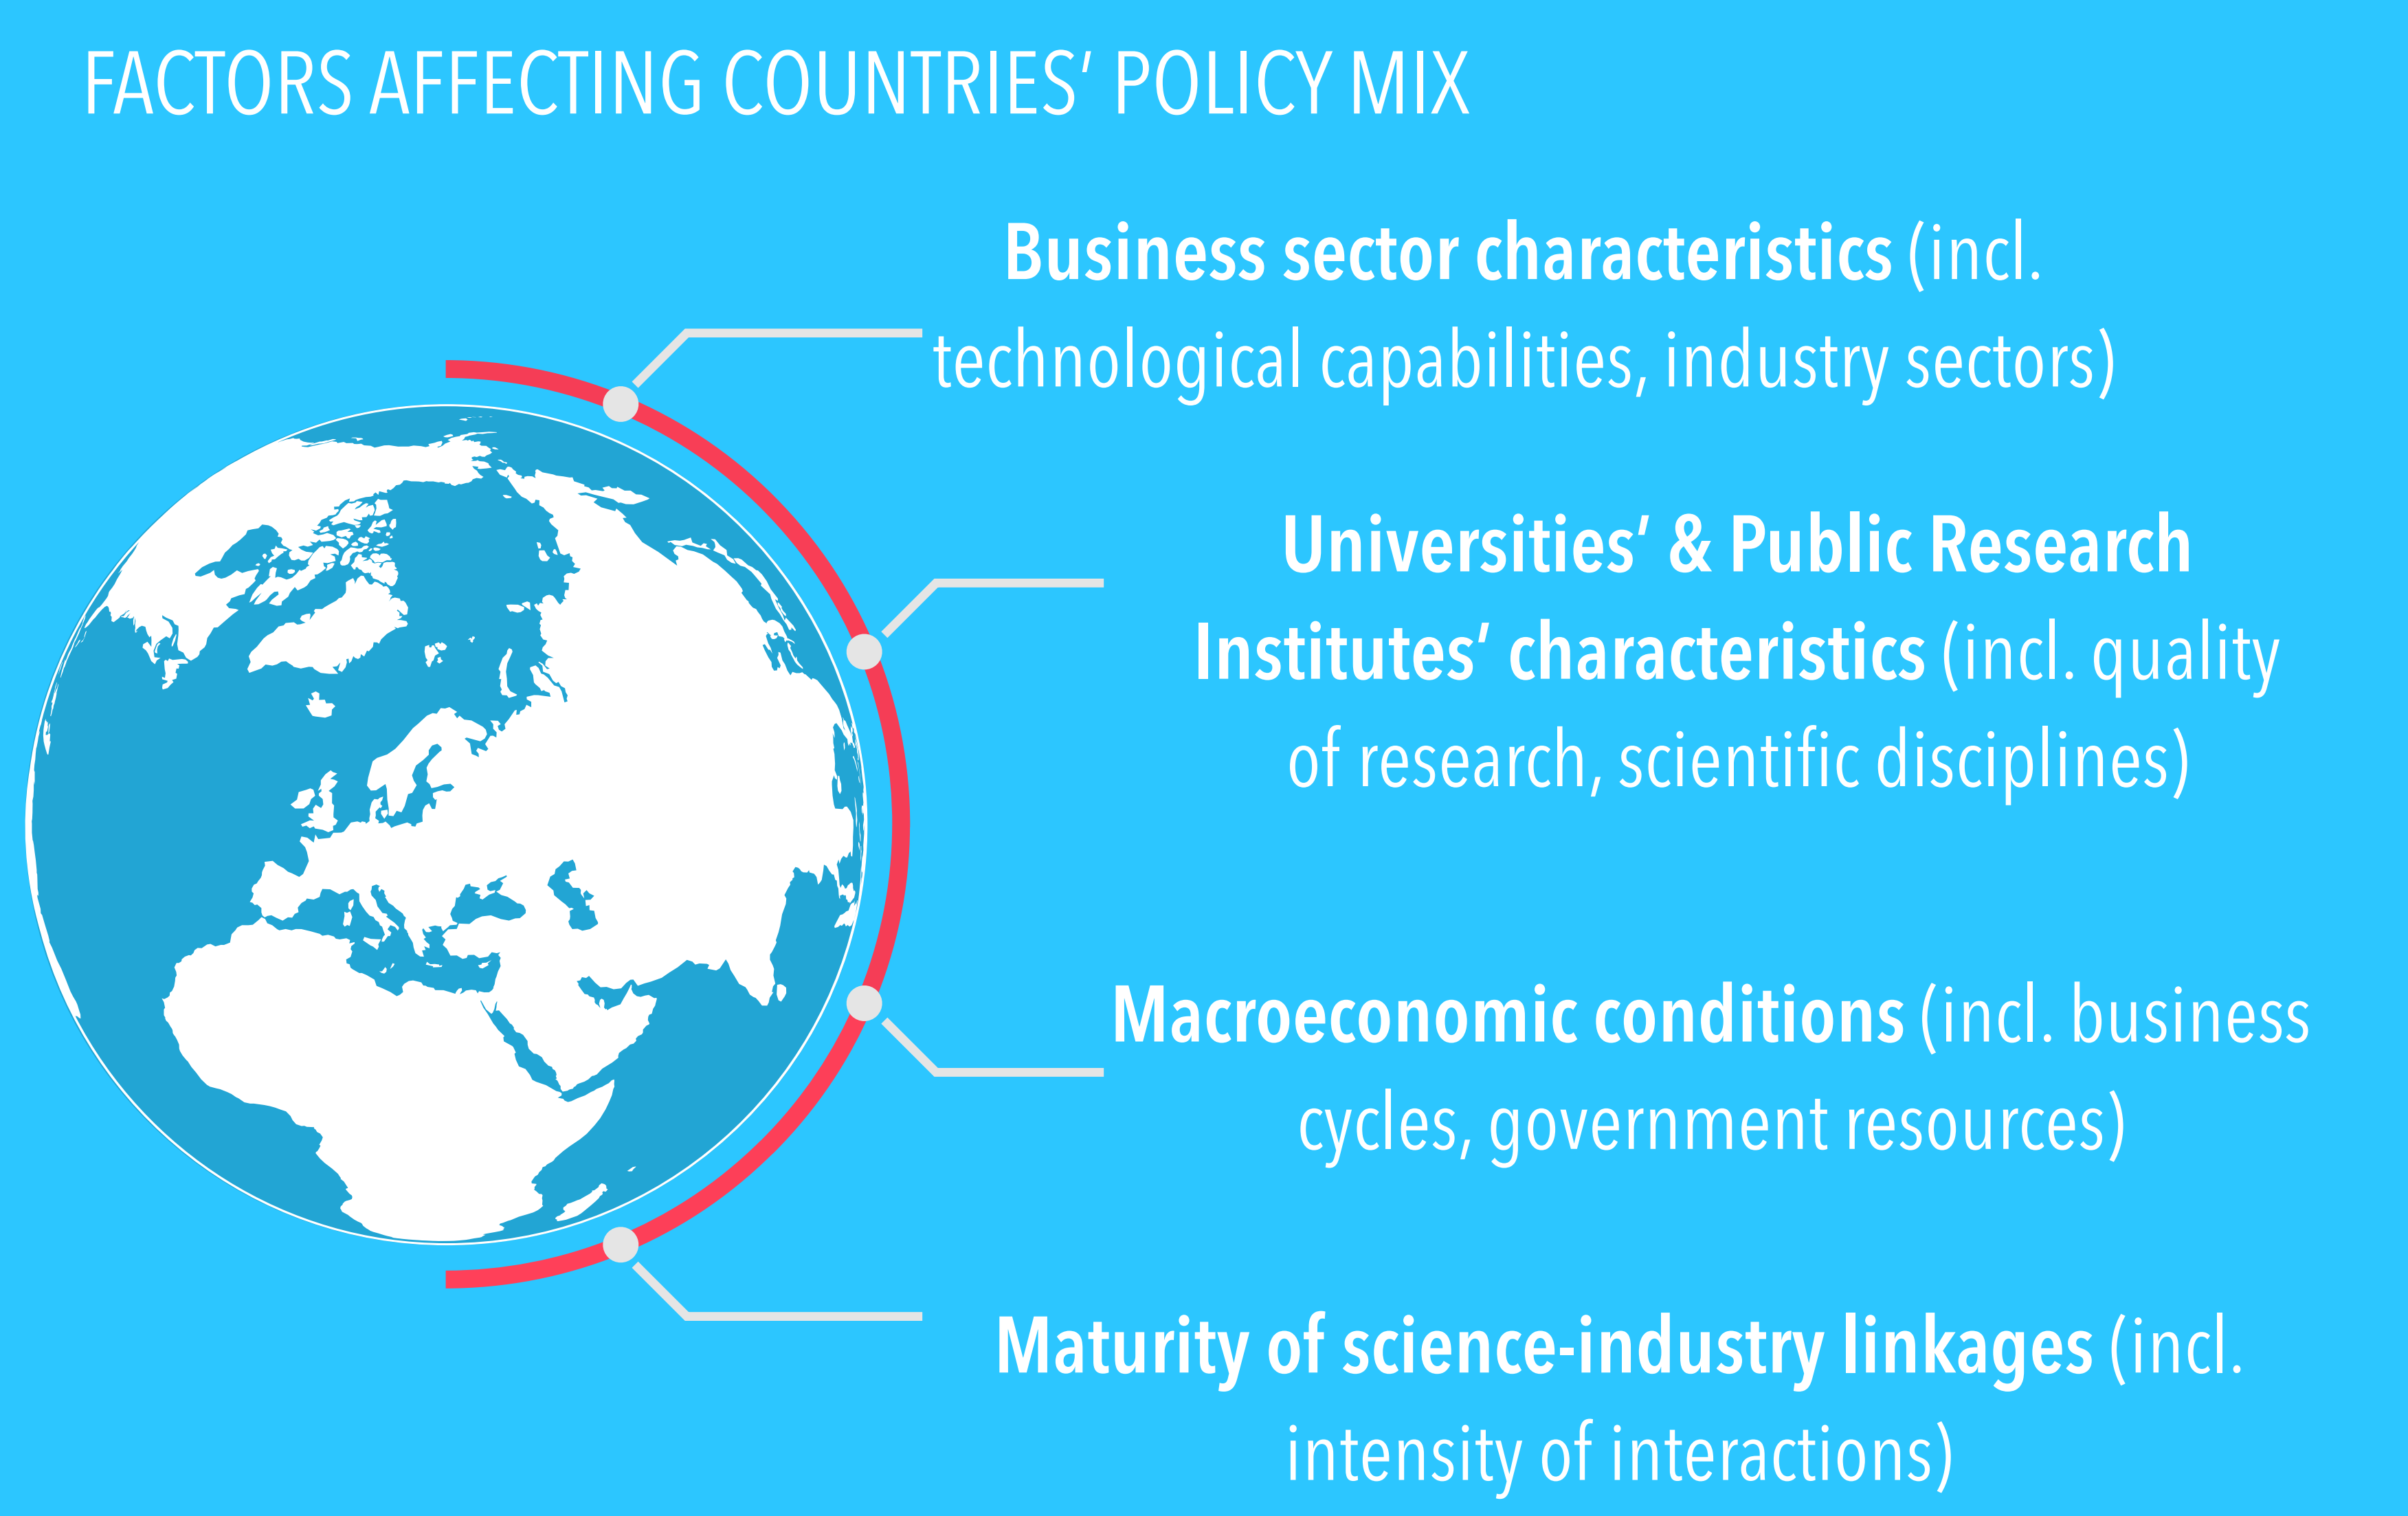 FACTORS AFFECTING COUNTRIES’ POLICY MIX
Business sector characteristics (incl.
technological capabilities, industry sectors)
Universities’ & Public Research
Institutes’ characteristics (incl. quality
of research, scientific disciplines)
Macroeconomic conditions (incl. business
cycles, government resources)
Maturity of science-industry linkages (incl.
intensity of interactions)